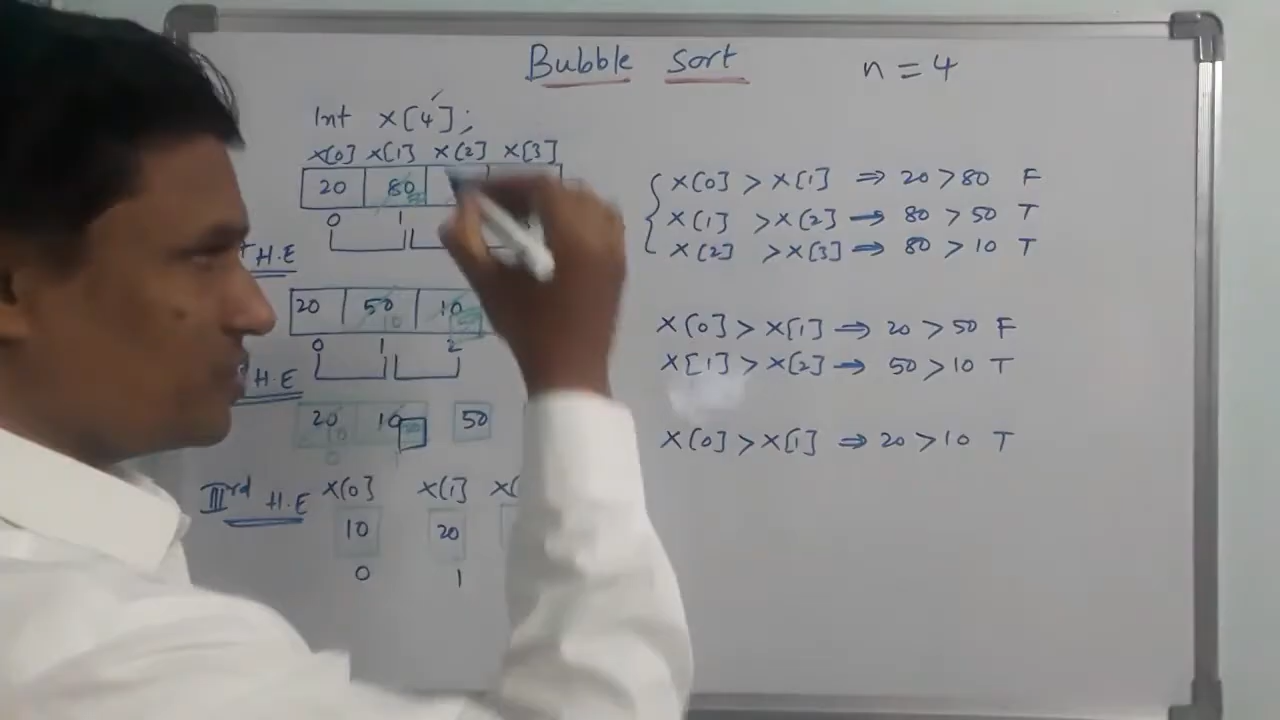 Bubble Sort n = 4
Int x[4];
x[0] x[1] x[2] x[3]
20 80
0 1
x[0] > x[1] ⇒ 20 > 80 F
x[1] > x[2] ⇒ 80 > 50 T
x[2] > x[3] ⇒ 80 > 10 T
H.E
20 50 10
0 1 2
x[0] > x[1] ⇒ 20 > 50 F
x[1] > x[2] ⇒ 50 > 10 T
H.E
20 10 50
x[0] > x[1] ⇒ 20 > 10 T
IIIrd H.E x[0] x[1]
10 20
0 1